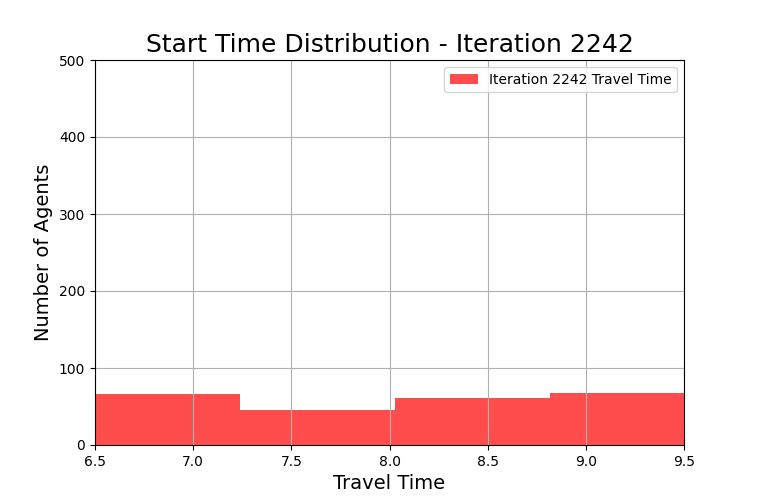 Start Time Distribution - Iteration 2242
Iteration 2242 Travel Time
Number of Agents
500
400
300
200
100
0
6.5 7.0 7.5 8.0 8.5 9.0 9.5
Travel Time